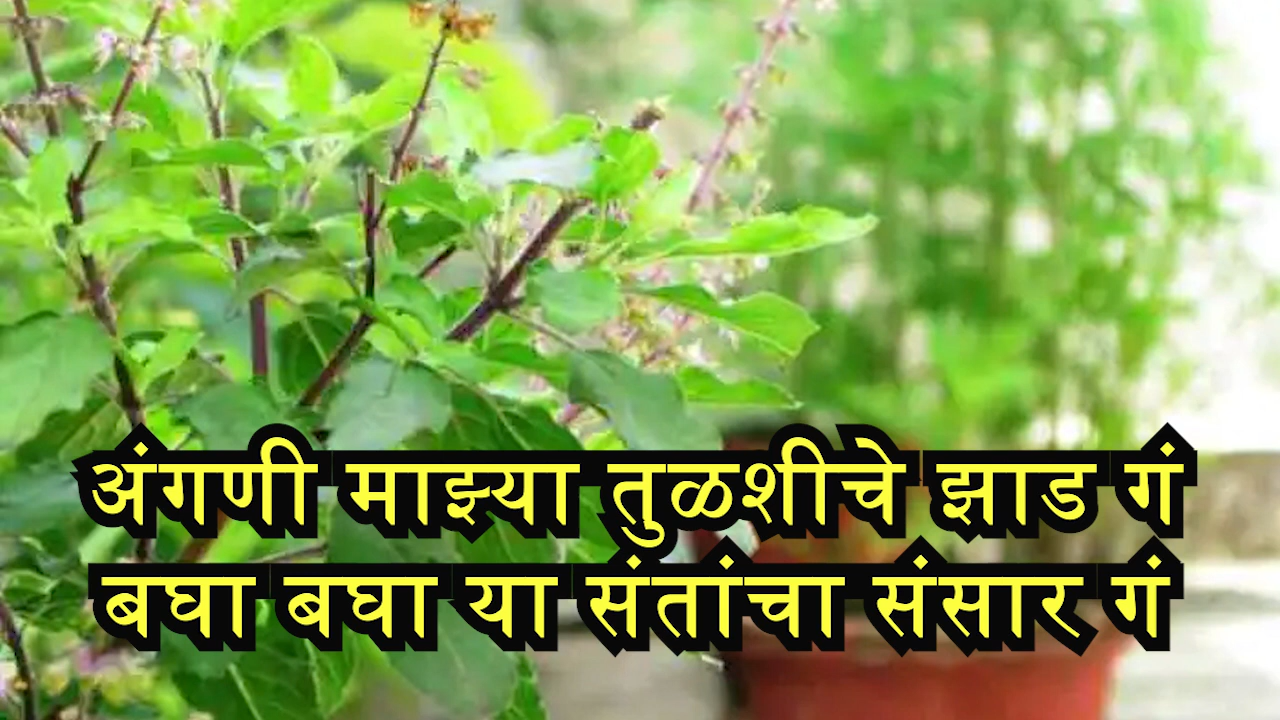 अंगणी माझ्या तुळशीचे झाड गं
बघा बघा या संतांचा संसार गं